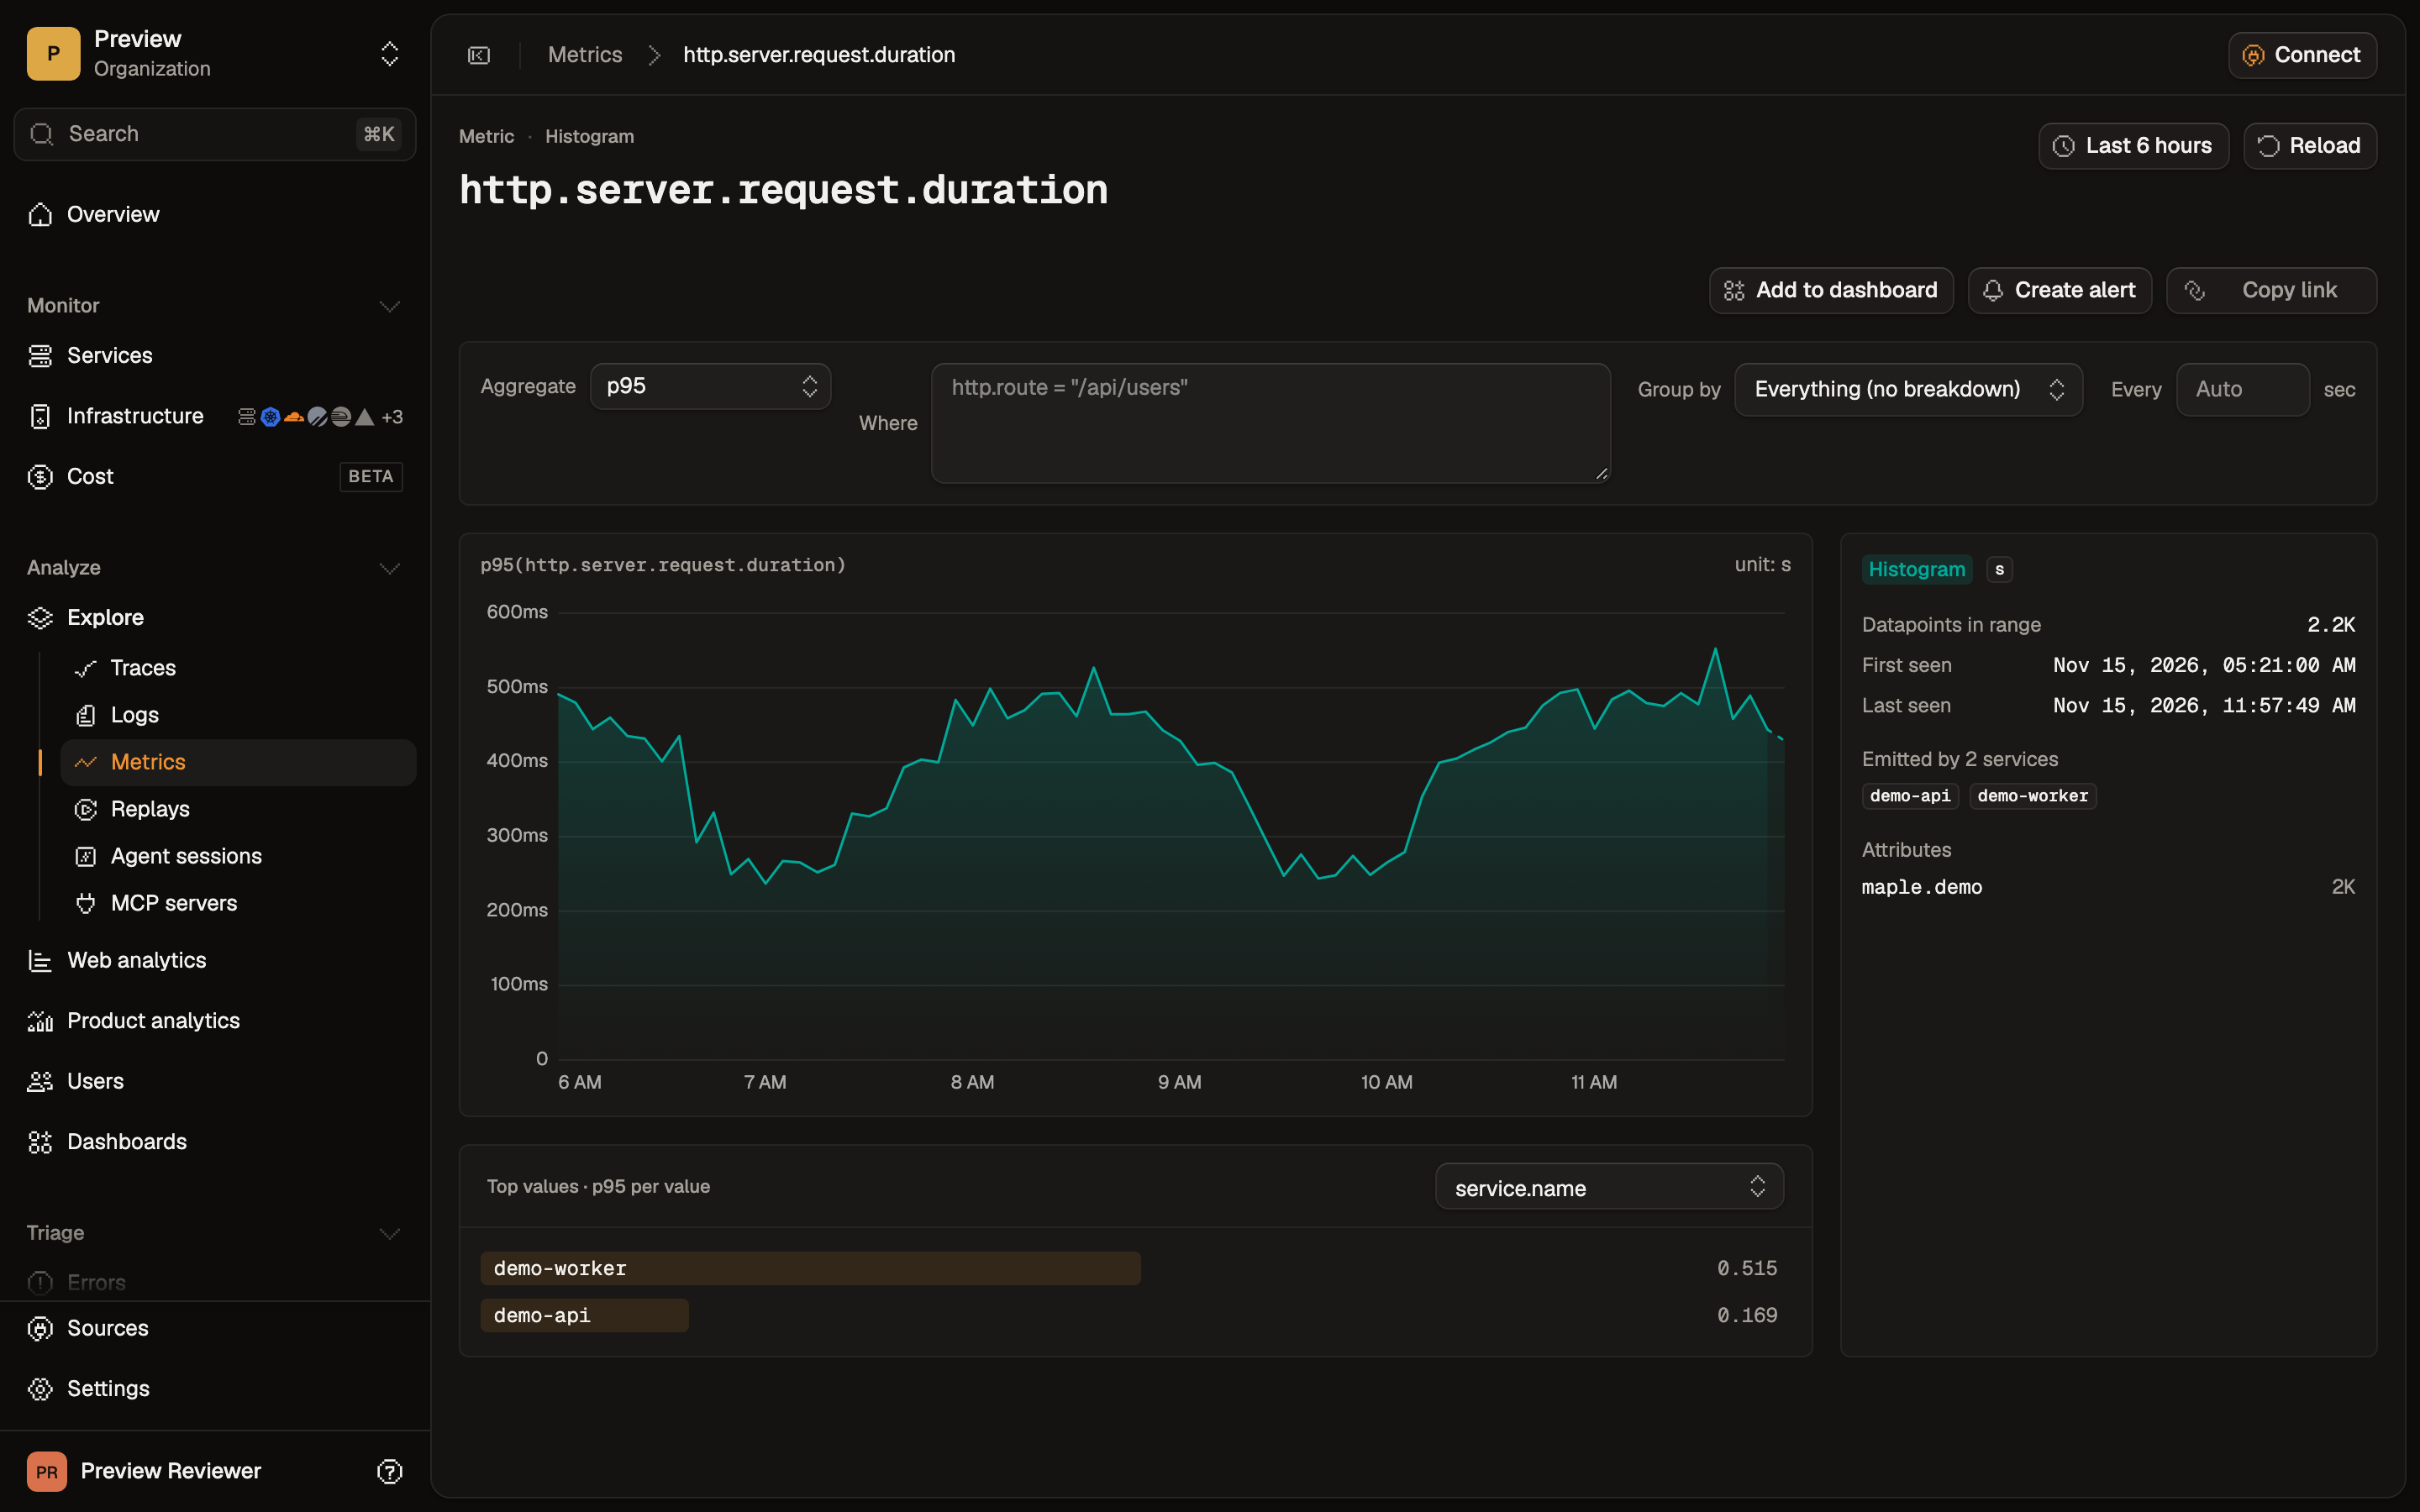 P
Preview
Organization
Search
⌘K
Overview
Monitor
Services
Infrastructure
+3
Cost
BETA
Analyze
Explore
Traces
Logs
Metrics
Replays
Agent sessions
MCP servers
Web analytics
Product analytics
Users
Dashboards
Triage
Errors
Sources
Settings
PR
Preview Reviewer
Metrics
http.server.request.duration
Connect
Metric · Histogram
Last 6 hours
Reload
http.server.request.duration
Add to dashboard
Create alert
Copy link
Aggregate
p95
Where
http.route = "/api/users"
Group by
Everything (no breakdown)
Every
Auto
sec
p95(http.server.request.duration)
unit: s
600ms
500ms
400ms
300ms
200ms
100ms
0
6 AM
7 AM
8 AM
9 AM
10 AM
11 AM
Top values · p95 per value
service.name
demo-worker
0.515
demo-api
0.169
Histogram
s
Datapoints in range
2.2K
First seen
Nov 15, 2026, 05:21:00 AM
Last seen
Nov 15, 2026, 11:57:49 AM
Emitted by 2 services
demo-api
demo-worker
Attributes
maple.demo
2K